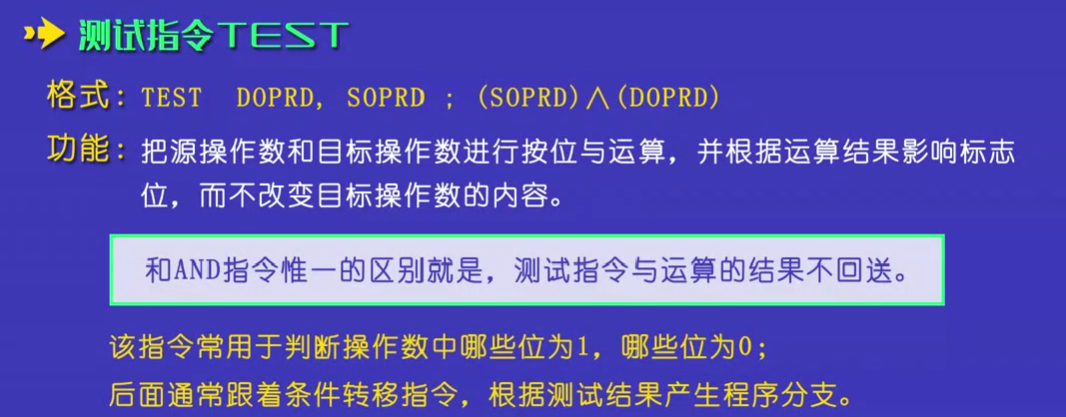 测试指令TEST
格式：TEST DOPRD, SOPRD ; (SOPRD)∧(DOPRD)
功能：把源操作数和目标操作数进行按位与运算，并根据运算结果影响标志
位，而不改变目标操作数的内容。
和AND指令惟一的区别就是，测试指令与运算的结果不回送。
该指令常用于判断操作数中哪些位为1，哪些位为0；
后面通常跟着条件转移指令，根据测试结果产生程序分支。